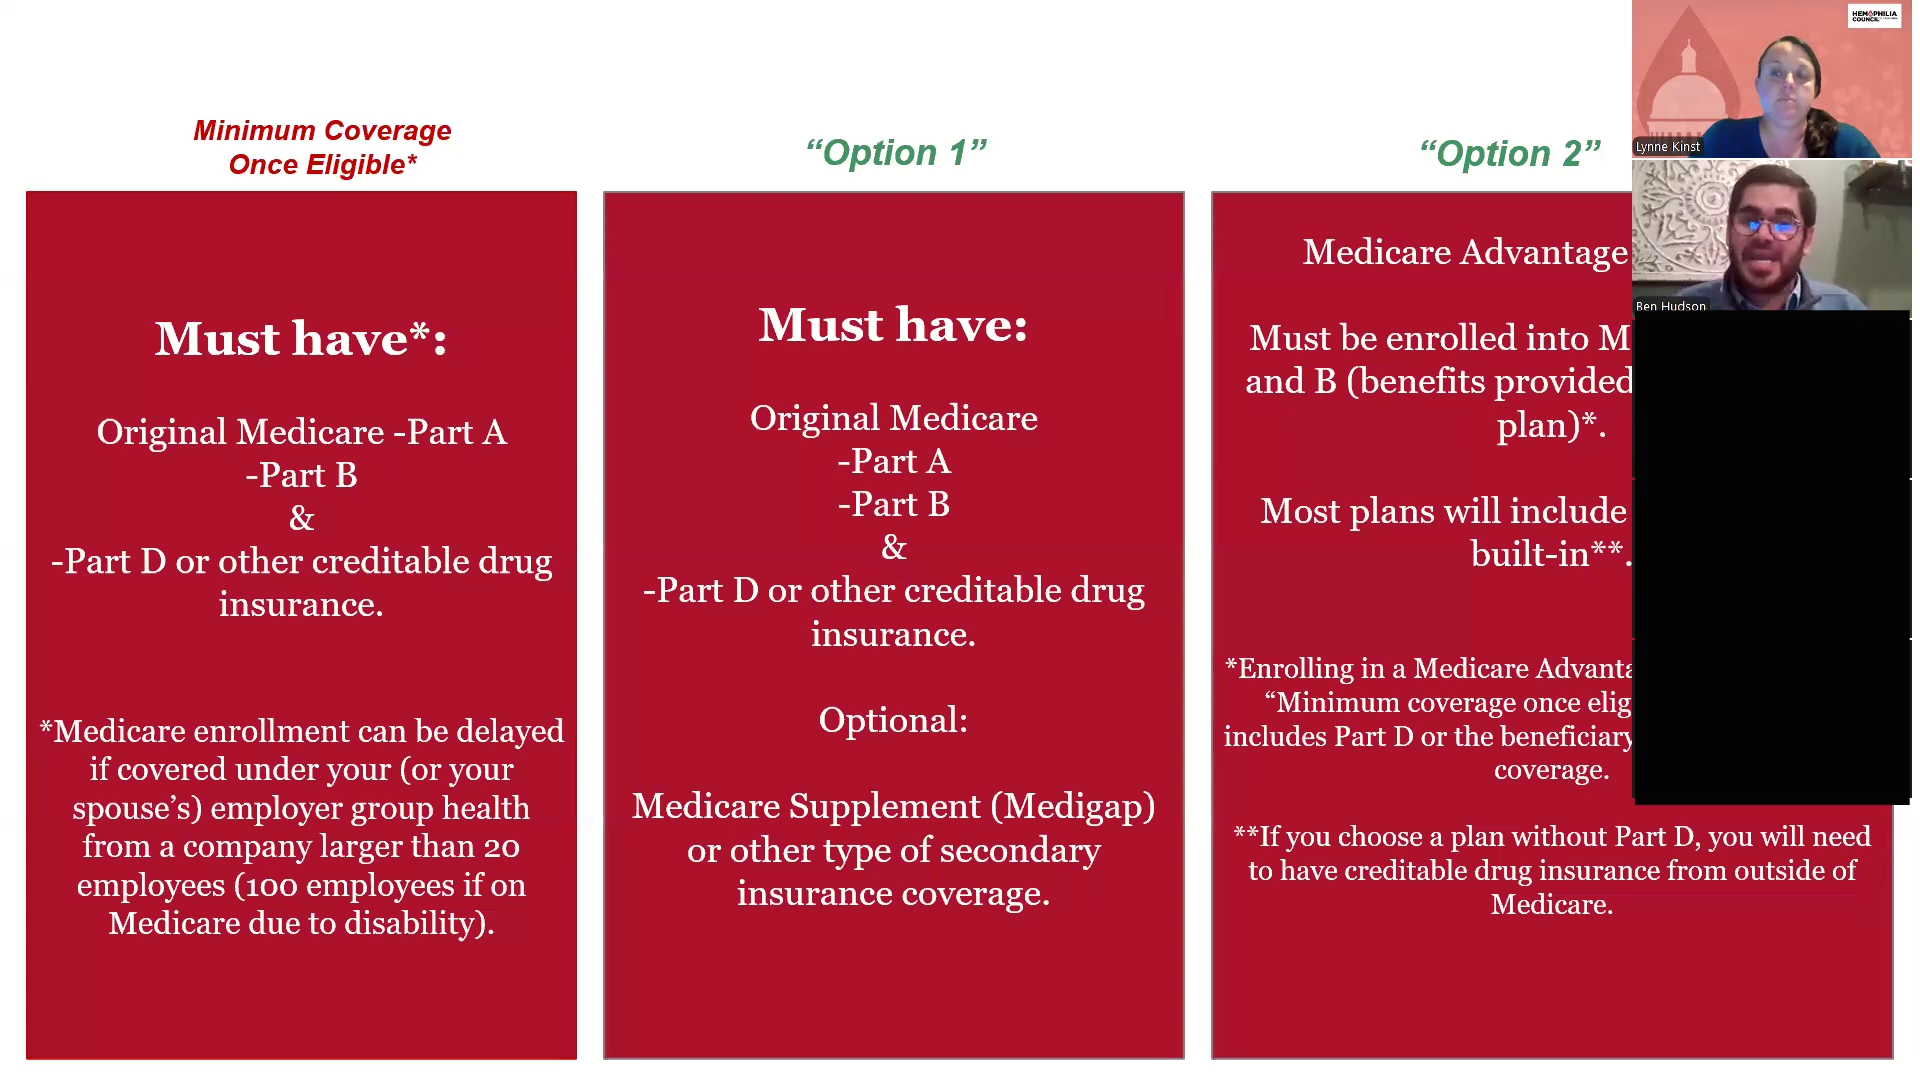 Minimum Coverage
Once Eligible*
Must have*:
Original Medicare -Part A
-Part B
&
-Part D or other creditable drug
insurance.
*Medicare enrollment can be delayed
if covered under your (or your
spouse’s) employer group health
from a company larger than 20
employees (100 employees if on
Medicare due to disability).
“Option 1”
Must have:
Original Medicare
-Part A
-Part B
&
-Part D or other creditable drug
insurance.
Optional:
Medicare Supplement (Medigap)
or other type of secondary
insurance coverage.
“Option 2”
Medicare Advantage
Must be enrolled into M
and B (benefits provided
plan)*.
Most plans will include
built-in**.
*Enrolling in a Medicare Advanta
“Minimum coverage once elig
includes Part D or the beneficiary
coverage.
**If you choose a plan without Part D, you will need
to have creditable drug insurance from outside of
Medicare.
HEMOPHILIA
COUNCIL
Lynne Kinst
Ben Hudson